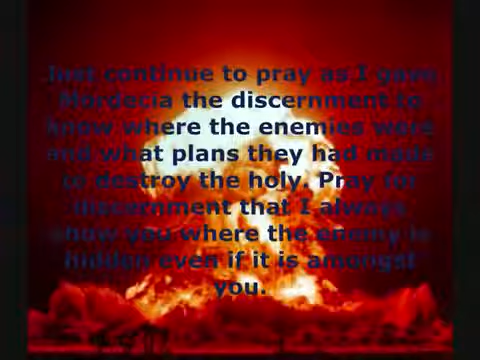 Just continue to pray as I gave
Mordecia the discernment to
know where the enemies were
and what plans they had made
to destroy the holy. Pray for
discernment that I always
show you where the enemy is
hidden even if it is amongst
you.